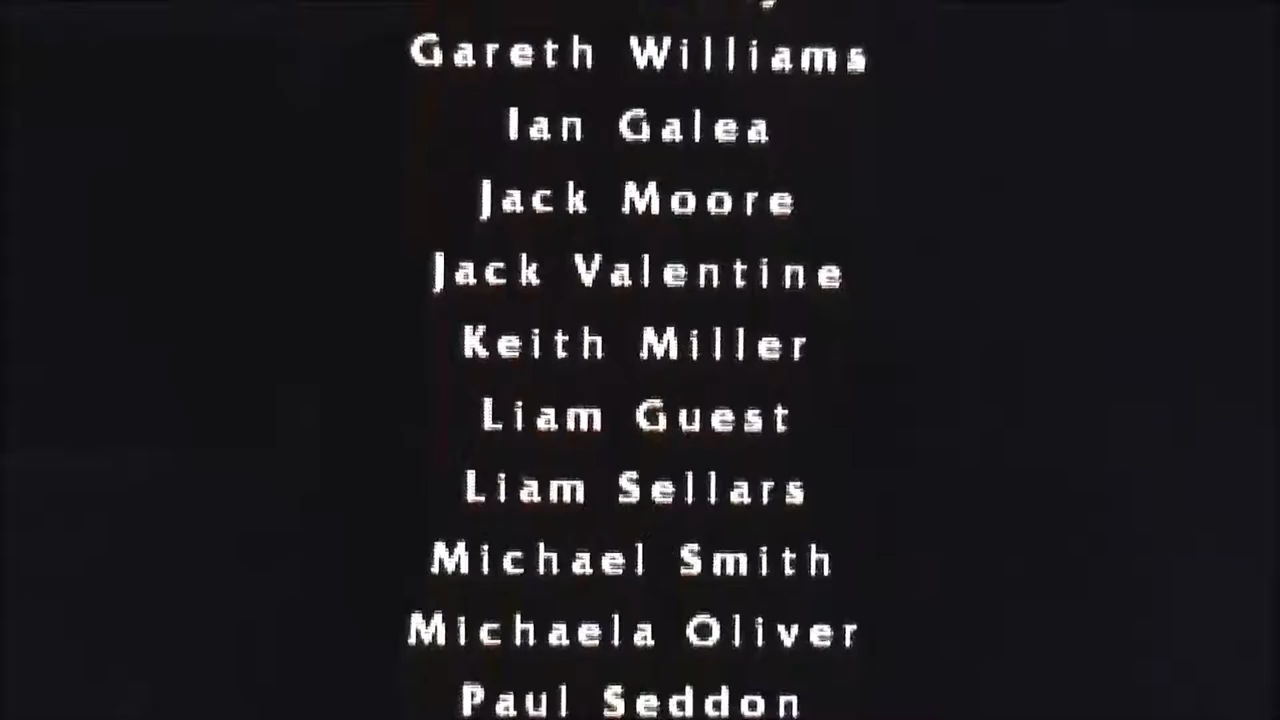 Gareth Williams
Ian Galea
Jack Moore
Jack Valentine
Keith Miller
Liam Guest
Liam Sellars
Michael Smith
Michaela Oliver
Paul Seddon